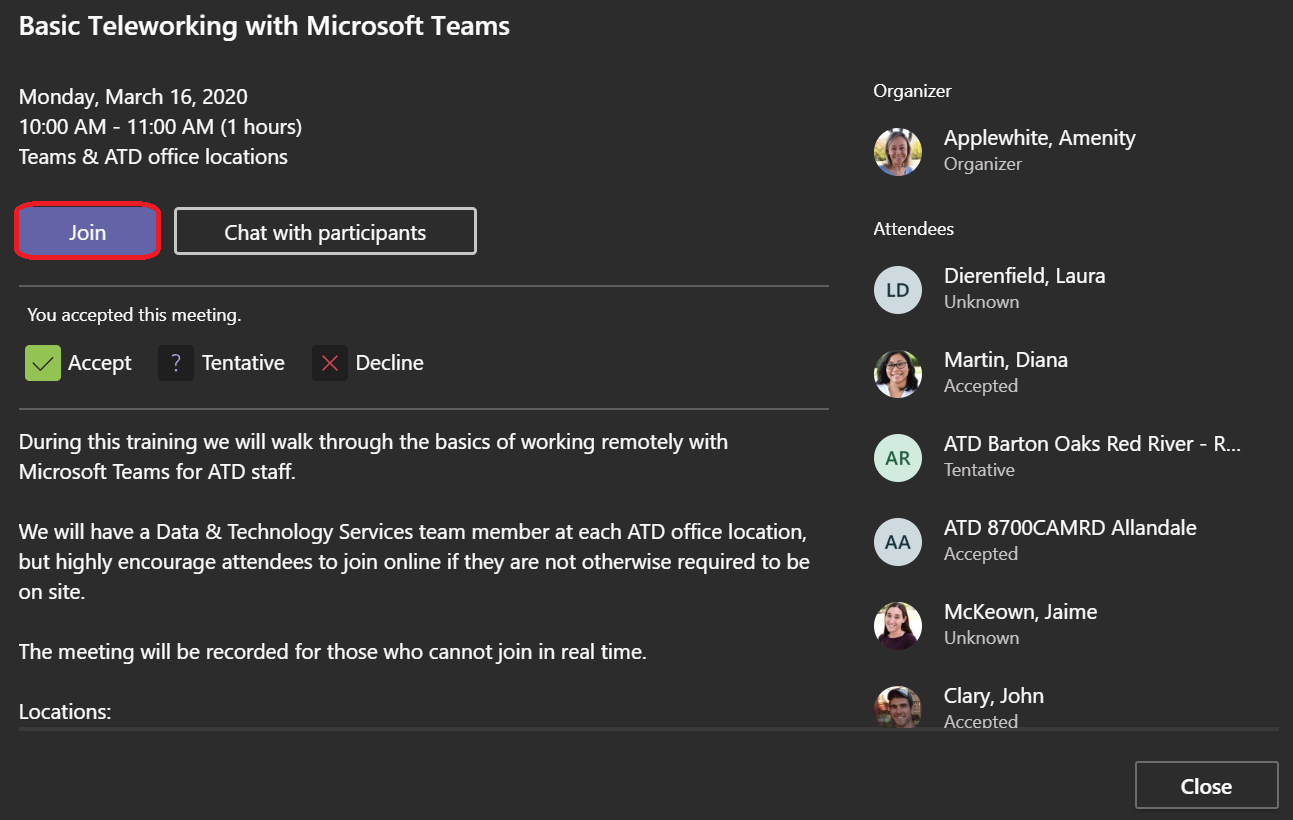 Basic Teleworking with Microsoft Teams
Monday, March 16, 2020
10:00 AM - 11:00 AM (1 hours)
Teams & ATD office locations
Join
Chat with participants
You accepted this meeting.
Accept
? Tentative
Decline
During this training we will walk through the basics of working remotely with
Microsoft Teams for ATD staff.
We will have a Data & Technology Services team member at each ATD office location,
but highly encourage attendees to join online if they are not otherwise required to be
on site.
The meeting will be recorded for those who cannot join in real time.
Locations:
Organizer
Applewhite, Amenity
Organizer
Attendees
LD
Dierenfield, Laura
Unknown
Martin, Diana
Accepted
AR
ATD Barton Oaks Red River - R...
Tentative
AA
ATD 8700CAMRD Allandale
Accepted
McKeown, Jaime
Unknown
Clary, John
Accepted
Close